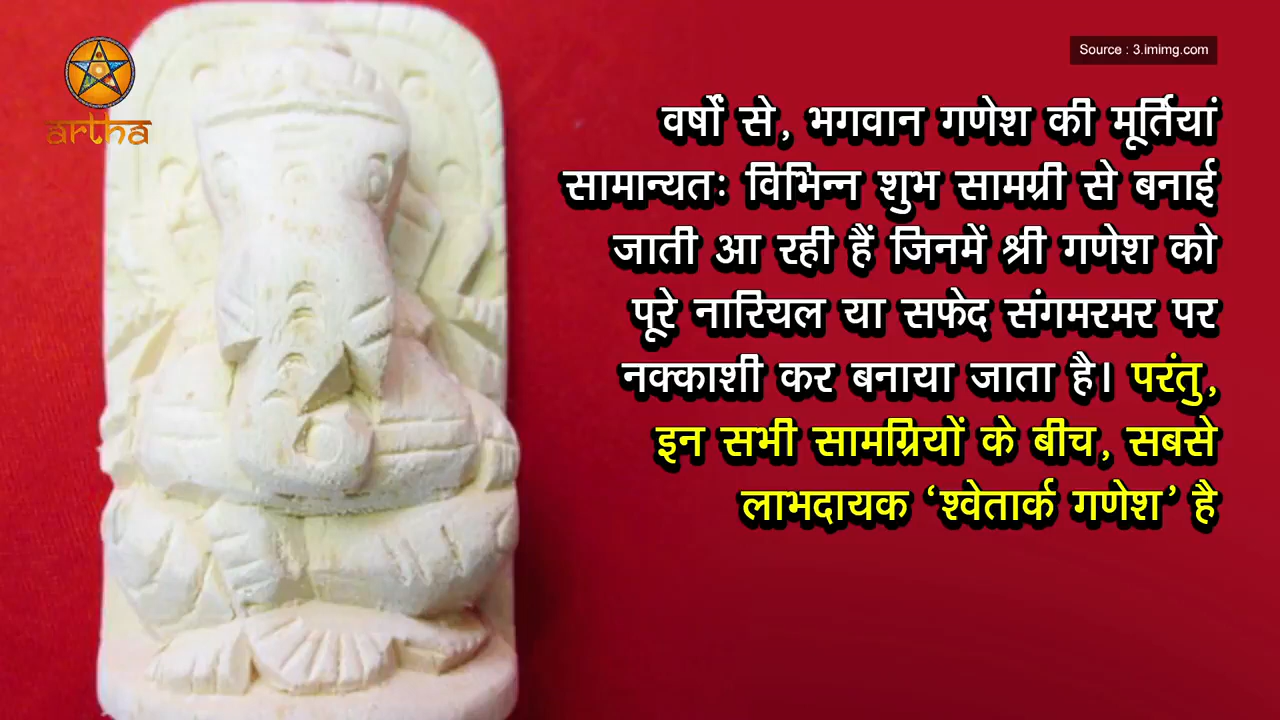 artha
Source : 3.imimg.com
वर्षों से, भगवान गणेश की मूर्तियां
सामान्यतः विभिन्न शुभ सामग्री से बनाई
जाती आ रही हैं जिनमें श्री गणेश को
पूरे नारियल या सफेद संगमरमर पर
नक्काशी कर बनाया जाता है। परंतु,
इन सभी सामग्रियों के बीच, सबसे
लाभदायक ‘श्वेतार्क गणेश’ है